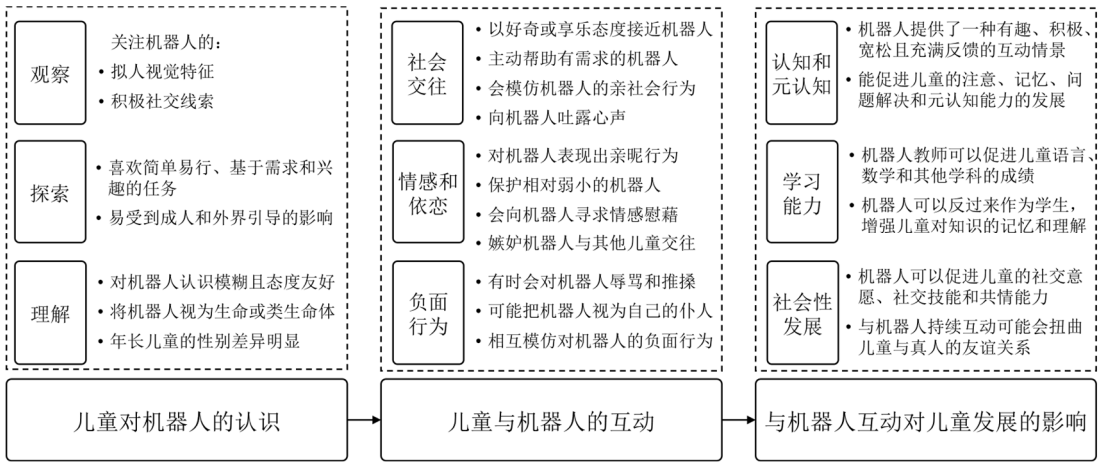 观察
关注机器人的：
• 拟人视觉特征
• 积极社交线索
探索
• 喜欢简单易行、基于需求和兴
趣的任务
• 易受到成人和外界引导的影响
理解
• 对机器人认识模糊且态度友好
• 将机器人视为生命或类生命体
• 年长儿童的性别差异明显
儿童对机器人的认识
社会
交往
• 以好奇或享乐态度接近机器人
• 主动帮助有需求的机器人
• 会模仿机器人的亲社会行为
• 向机器人吐露心声
情感和
依恋
• 对机器人表现出亲昵行为
• 保护相对弱小的机器人
• 会向机器人寻求情感慰藉
• 嫉妒机器人与其他儿童交往
负面
行为
• 有时会对机器人辱骂和推搡
• 可能把机器人视为自己的仆人
• 相互模仿对机器人的负面行为
儿童与机器人的互动
认知和
元认知
• 机器人提供了一种有趣、积极、
宽松且充满反馈的互动情景
• 能促进儿童的注意、记忆、问
题解决和元认知能力的发展
学习
能力
• 机器人教师可以促进儿童语言、
数学和其他学科的成绩
• 机器人可以反过来作为学生，
增强儿童对知识的记忆和理解
社会性
发展
• 机器人可以促进儿童的社交意
愿、社交技能和共情能力
• 与机器人持续互动可能会扭曲
儿童与真人的友谊关系
与机器人互动对儿童发展的影响